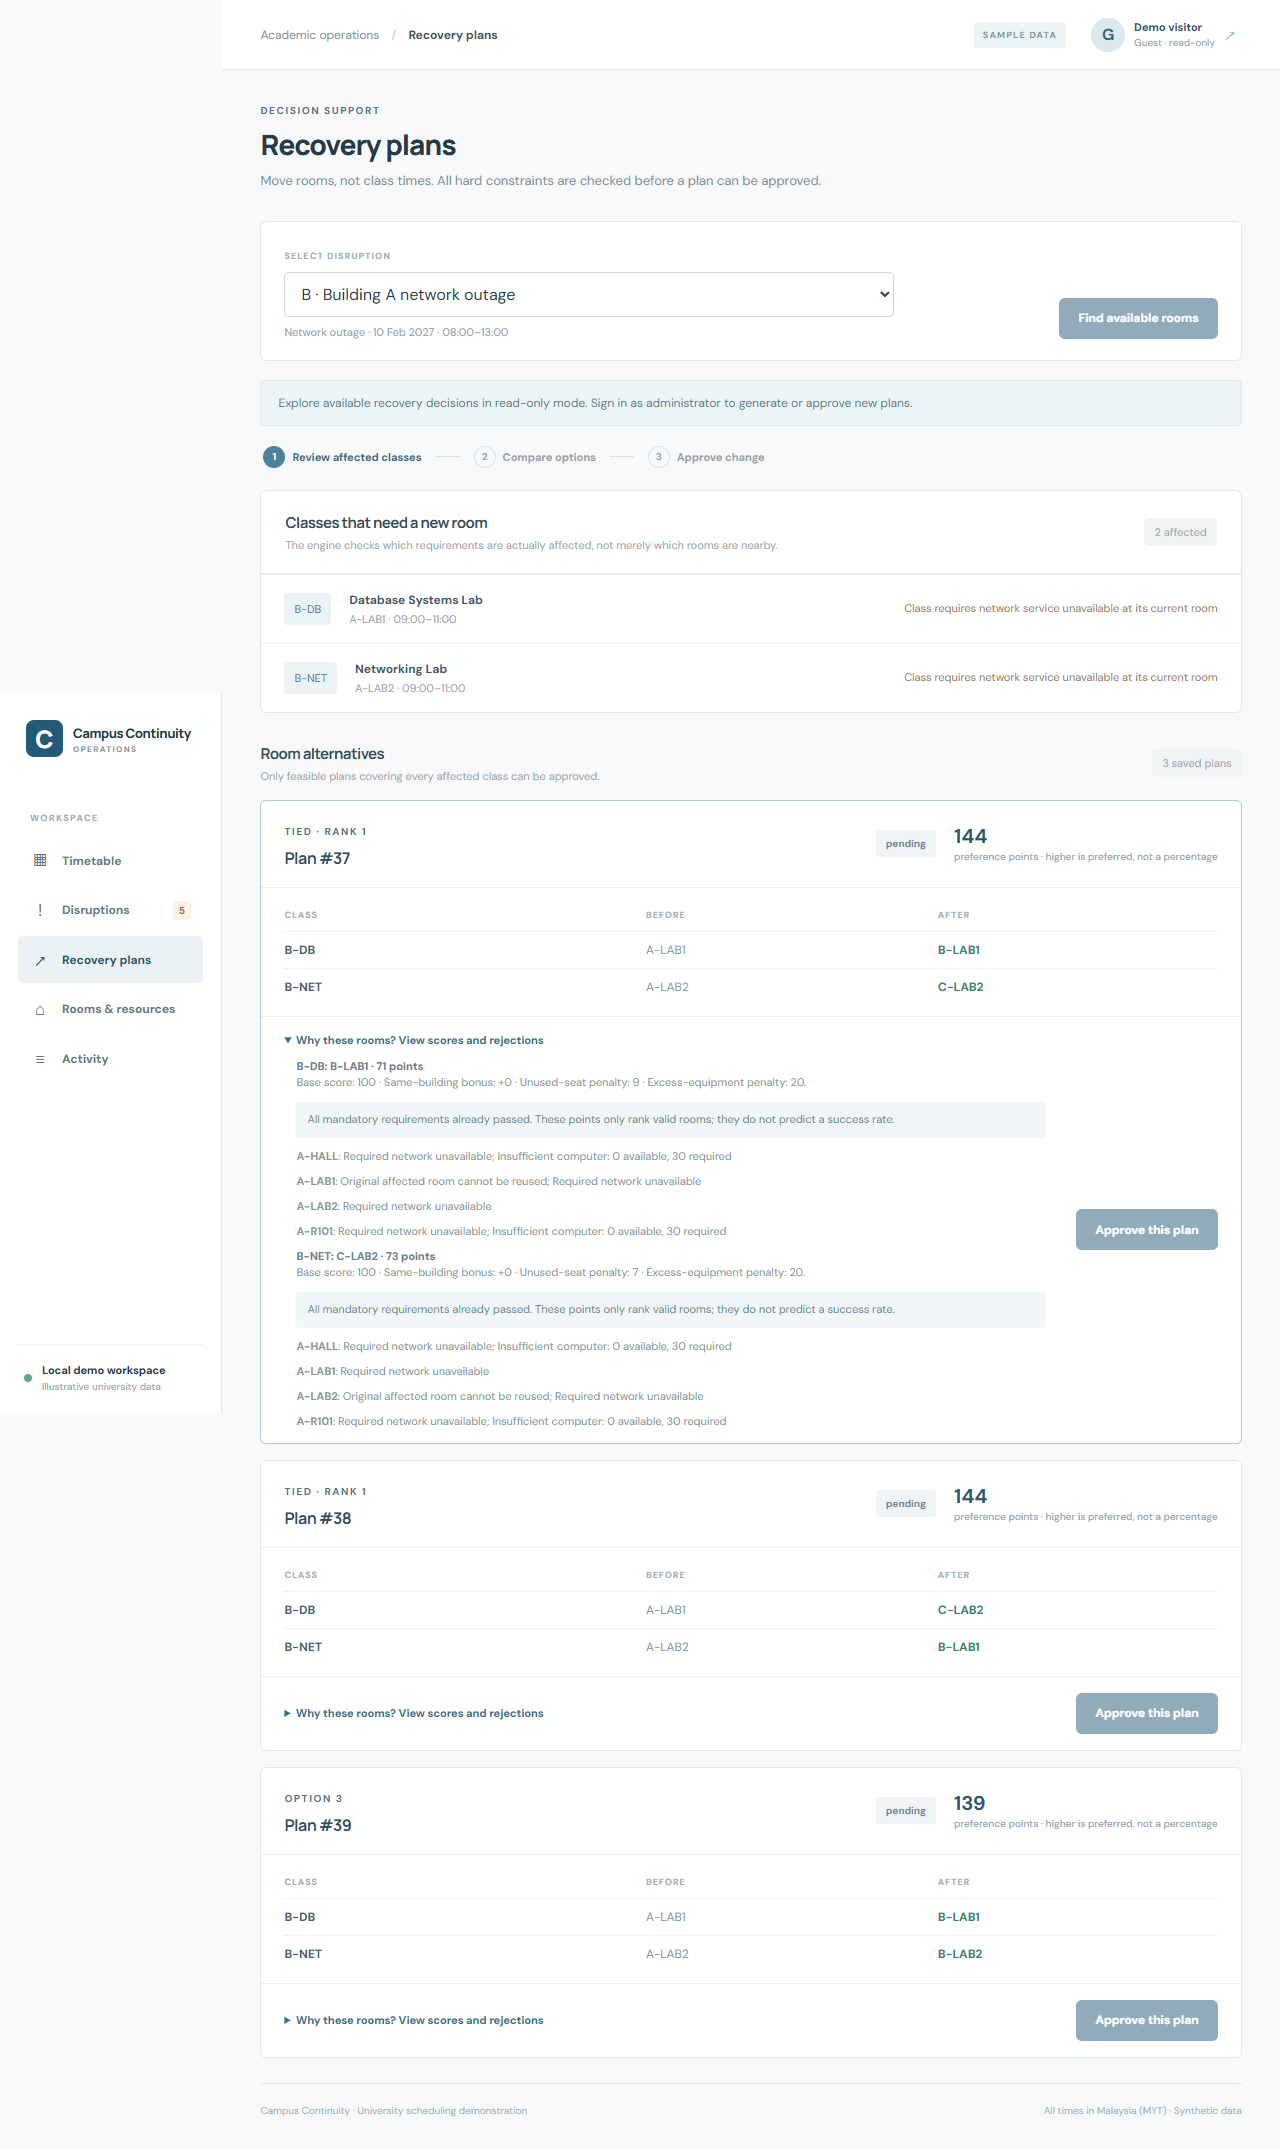 Academic operations / Recovery plans
SAMPLE DATA
G
Demo visitor
Guest · read-only ↗
DECISION SUPPORT
Recovery plans
Move rooms, not class times. All hard constraints are checked before a plan can be approved.
SELECT DISRUPTION
B · Building A network outage
Network outage · 10 Feb 2027 · 08:00–13:00
Find available rooms
Explore available recovery decisions in read-only mode. Sign in as administrator to generate or approve new plans.
1 Review affected classes
2 Compare options
3 Approve change
Classes that need a new room
The engine checks which requirements are actually affected, not merely which rooms are nearby.
2 affected
B-DB
Database Systems Lab
A-LAB1 · 09:00–11:00
Class requires network service unavailable at its current room
B-NET
Networking Lab
A-LAB2 · 09:00–11:00
Class requires network service unavailable at its current room
C
Campus Continuity
OPERATIONS
WORKSPACE
Timetable
! Disruptions 5
↗ Recovery plans
⌂ Rooms & resources
≡ Activity
Local demo workspace
Illustrative university data
Room alternatives
Only feasible plans covering every affected class can be approved.
3 saved plans
TIED · RANK 1
Plan #37
pending
144
preference points · higher is preferred, not a percentage
CLASS BEFORE AFTER
B-DB A-LAB1 B-LAB1
B-NET A-LAB2 C-LAB2
▼ Why these rooms? View scores and rejections
B-DB: B-LAB1 · 71 points
Base score: 100 · Same-building bonus: +0 · Unused-seat penalty: 9 · Excess-equipment penalty: 20.
All mandatory requirements already passed. These points only rank valid rooms; they do not predict a success rate.
A-HALL: Required network unavailable; Insufficient computer: 0 available, 30 required
A-LAB1: Original affected room cannot be reused; Required network unavailable
A-LAB2: Required network unavailable
A-R101: Required network unavailable; Insufficient computer: 0 available, 30 required
B-NET: C-LAB2 · 73 points
Base score: 100 · Same-building bonus: +0 · Unused-seat penalty: 7 · Excess-equipment penalty: 20.
All mandatory requirements already passed. These points only rank valid rooms; they do not predict a success rate.
A-HALL: Required network unavailable; Insufficient computer: 0 available, 30 required
A-LAB1: Required network unavailable
A-LAB2: Original affected room cannot be reused; Required network unavailable
A-R101: Required network unavailable; Insufficient computer: 0 available, 30 required
Approve this plan
TIED · RANK 1
Plan #38
pending
144
preference points · higher is preferred, not a percentage
CLASS BEFORE AFTER
B-DB A-LAB1 C-LAB2
B-NET A-LAB2 B-LAB1
▶ Why these rooms? View scores and rejections
Approve this plan
OPTION 3
Plan #39
pending
139
preference points · higher is preferred, not a percentage
CLASS BEFORE AFTER
B-DB A-LAB1 B-LAB1
B-NET A-LAB2 B-LAB2
▶ Why these rooms? View scores and rejections
Approve this plan
Campus Continuity · University scheduling demonstration
All times in Malaysia (MYT) · Synthetic data